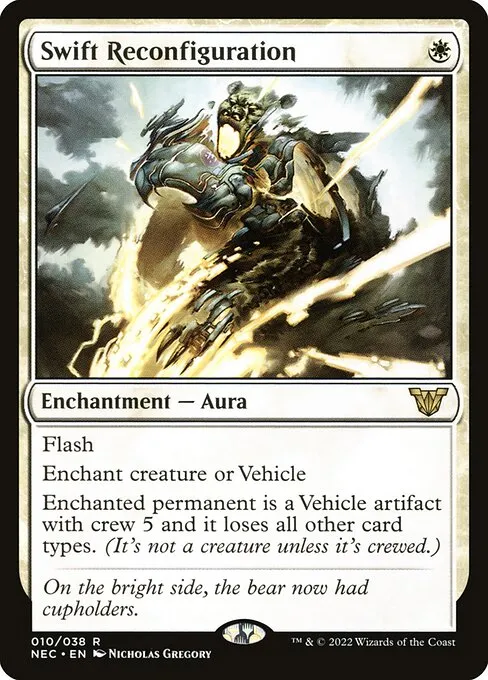 Swift Reconfiguration
Enchantment — Aura
Flash
Enchant creature or Vehicle
Enchanted permanent is a Vehicle artifact
with crew 5 and it loses all other card
types. (It's not a creature unless it's crewed.)
On the bright side, the bear now had
cupholders.
010/038 R
NEC • EN Nicholas Gregory
™ & © 2022 Wizards of the Coast